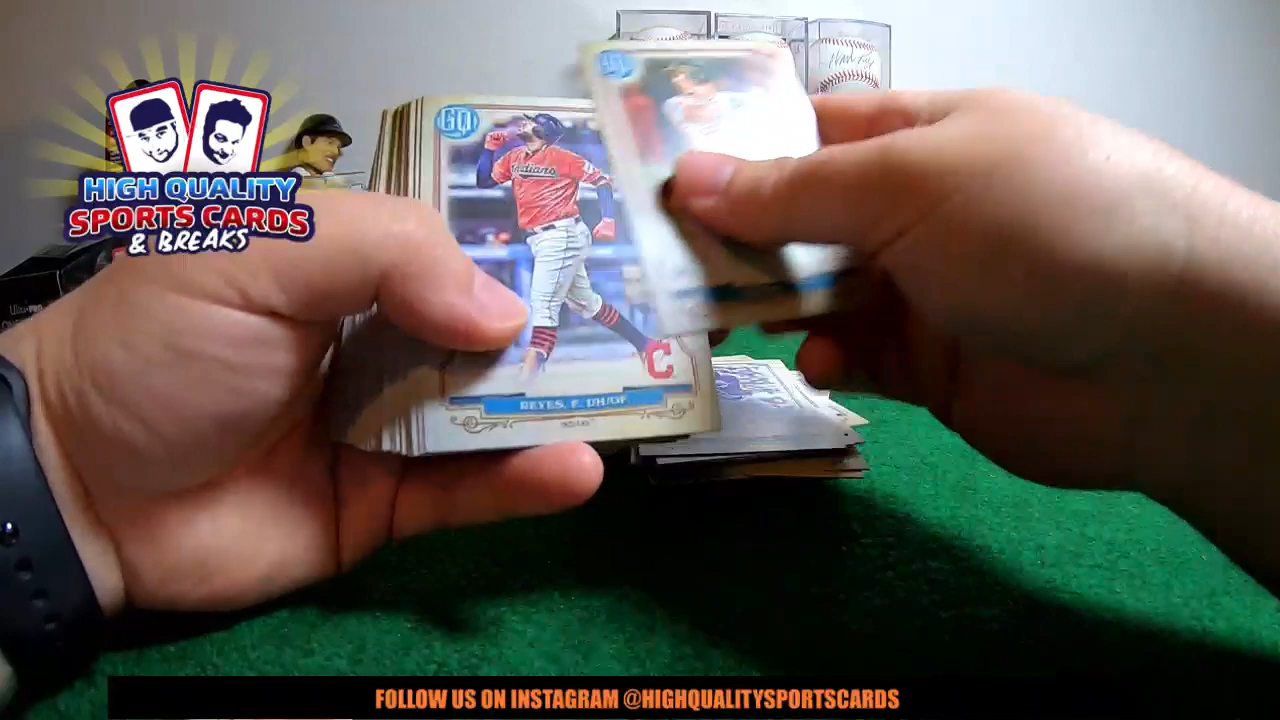 HIGH QUALITY
SPORTS CARDS
& BREAKS
GQ
Indians
C
REYES, F. DH/OF
FOLLOW US ON INSTAGRAM @HIGHQUALITYSPORTSCARDS